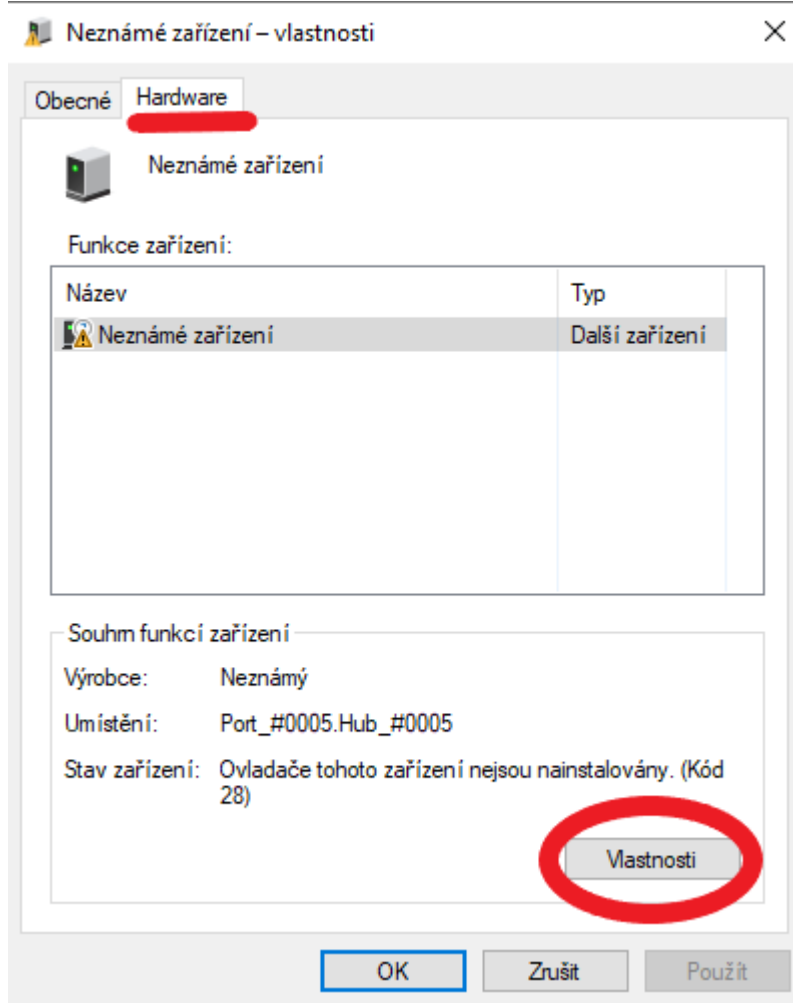 Neznámé zařízení – vlastnosti
Obecné
Hardware
Neznámé zařízení
Funkce zařízení:
Název Typ
Neznámé zařízení Další zařízení
Souhrn funkcí zařízení
Výrobce: Neznámý
Umístění: Port_#0005.Hub_#0005
Stav zařízení: Ovladače tohoto zařízení nejsou nainstalovány. (Kód
28)
Vlastnosti
OK Zrušit Použít